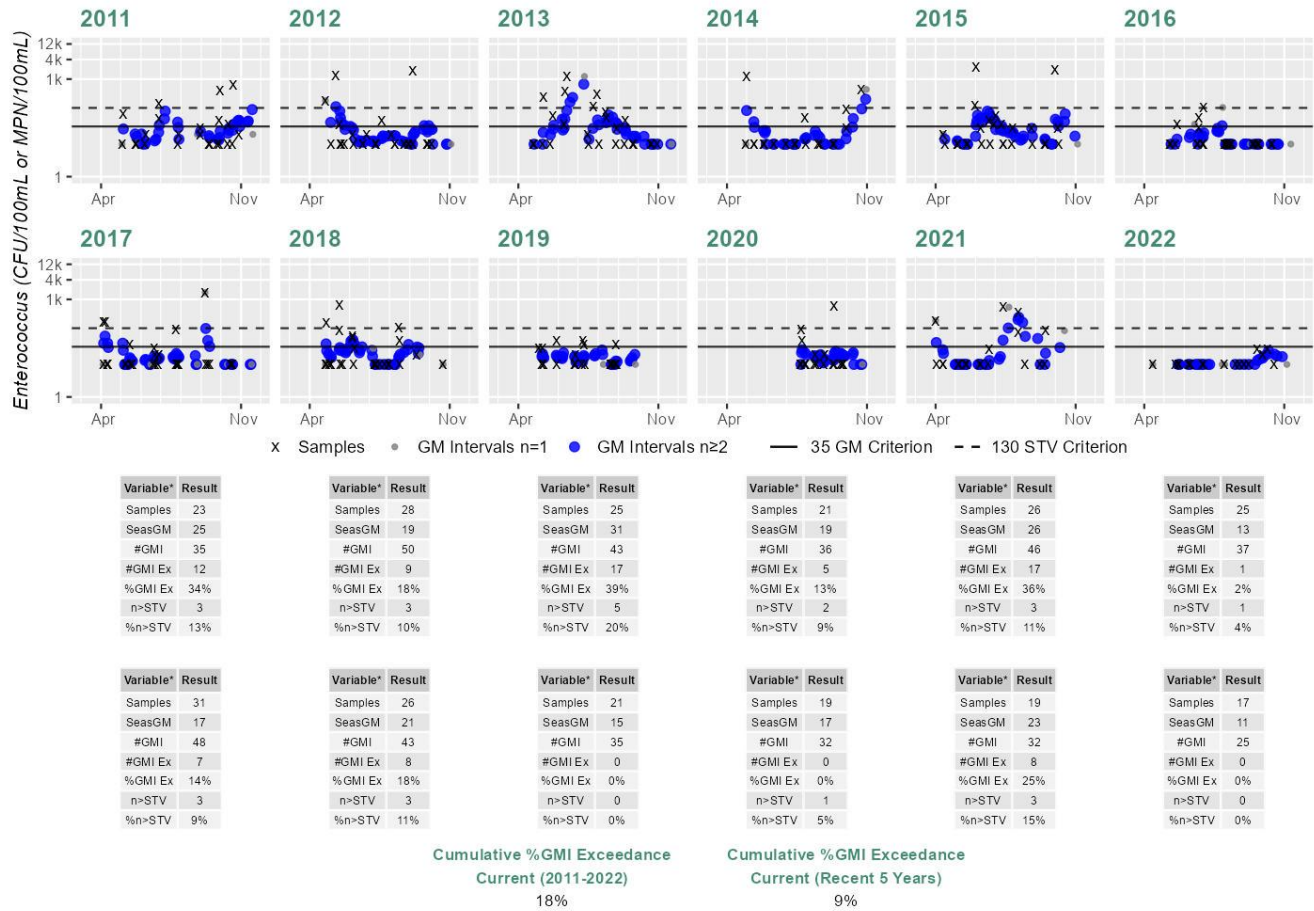 2011 2012 2013 2014 2015 2016
Enterococcus (CFU/100mL or MPN/100mL)
12k
4k
1k
1
Apr Nov Apr Nov Apr Nov Apr Nov Apr Nov Apr Nov
2017 2018 2019 2020 2021 2022
12k
4k
1k
1
Apr Nov Apr Nov Apr Nov Apr Nov Apr Nov Apr Nov
x Samples GM Intervals n=1 GM Intervals n≥2 35 GM Criterion 130 STV Criterion
Variable* Result Variable* Result Variable* Result Variable* Result Variable* Result Variable* Result
Samples 23 Samples 28 Samples 25 Samples 21 Samples 26 Samples 25
SeasGM 25 SeasGM 19 SeasGM 31 SeasGM 19 SeasGM 26 SeasGM 13
#GMI 35 #GMI 50 #GMI 43 #GMI 36 #GMI 46 #GMI 37
#GMI Ex 12 #GMI Ex 9 #GMI Ex 17 #GMI Ex 5 #GMI Ex 17 #GMI Ex 1
%GMI Ex 34% %GMI Ex 18% %GMI Ex 39% %GMI Ex 13% %GMI Ex 36% %GMI Ex 2%
n>STV 3 n>STV 3 n>STV 5 n>STV 2 n>STV 3 n>STV 1
%n>STV 13% %n>STV 10% %n>STV 20% %n>STV 9% %n>STV 11% %n>STV 4%
Variable* Result Variable* Result Variable* Result Variable* Result Variable* Result Variable* Result
Samples 31 Samples 26 Samples 21 Samples 19 Samples 19 Samples 17
SeasGM 17 SeasGM 21 SeasGM 15 SeasGM 17 SeasGM 23 SeasGM 11
#GMI 48 #GMI 43 #GMI 35 #GMI 32 #GMI 32 #GMI 25
#GMI Ex 7 #GMI Ex 8 #GMI Ex 0 #GMI Ex 0 #GMI Ex 8 #GMI Ex 0
%GMI Ex 14% %GMI Ex 18% %GMI Ex 0% %GMI Ex 0% %GMI Ex 25% %GMI Ex 0%
n>STV 3 n>STV 3 n>STV 0 n>STV 1 n>STV 3 n>STV 0
%n>STV 9% %n>STV 11% %n>STV 0% %n>STV 5% %n>STV 15% %n>STV 0%
Cumulative %GMI Exceedance Cumulative %GMI Exceedance
Current (2011-2022) Current (Recent 5 Years)
18% 9%